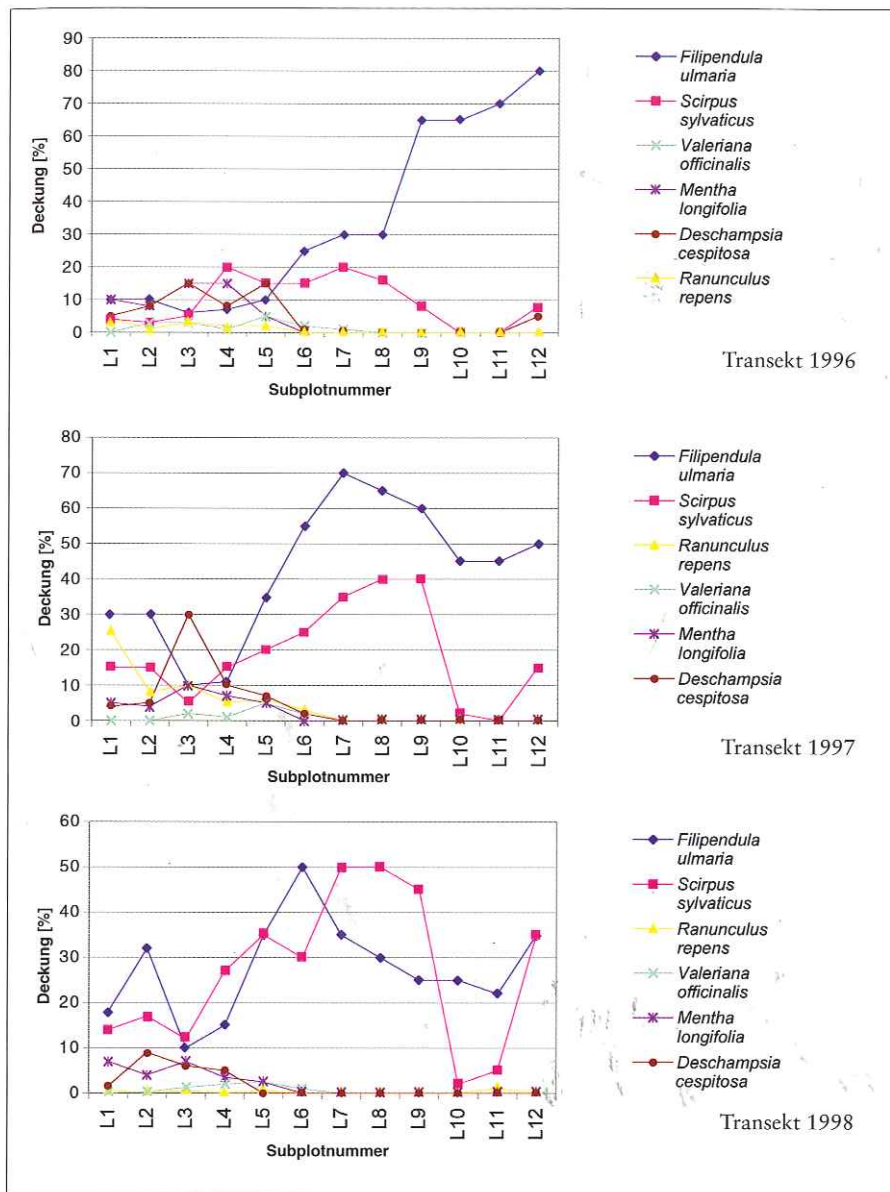 90
80
70
60
50
40
30
20
10
0
Deckung [%]
L1 L2 L3 L4 L5 L6 L7 L8 L9 L10 L11 L12
Subplotnummer
Filipendula
ulmaria
Scirpus
sylvaticus
Valeriana
officinalis
Mentha
longifolia
Deschampsia
cespitosa
Ranunculus
repens
Transekt 1996
80
70
60
50
40
30
20
10
0
Deckung [%]
L1 L2 L3 L4 L5 L6 L7 L8 L9 L10 L11 L12
Subplotnummer
Filipendula
ulmaria
Scirpus
sylvaticus
Ranunculus
repens
Valeriana
officinalis
Mentha
longifolia
Deschampsia
cespitosa
Transekt 1997
60
50
40
30
20
10
0
Deckung [%]
L1 L2 L3 L4 L5 L6 L7 L8 L9 L10 L11 L12
Subplotnummer
Filipendula
ulmaria
Scirpus
sylvaticus
Ranunculus
repens
Valeriana
officinalis
Mentha
longifolia
Deschampsia
cespitosa
Transekt 1998